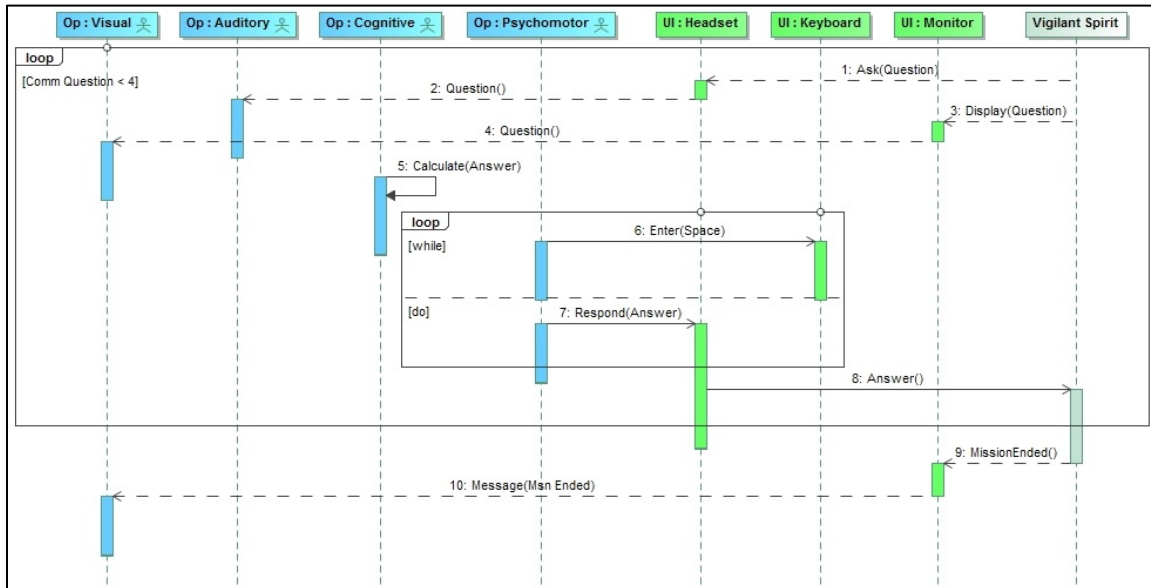 Op : Visual
Op : Auditory
Op : Cognitive
Op : Psychomotor
UI : Headset
UI : Keyboard
UI : Monitor
Vigilant Spirit
loop
[Comm Question < 4]
1: Ask(Question)
2: Question()
3: Display(Question)
4: Question()
5: Calculate(Answer)
loop
[while]
6: Enter(Space)
[do]
7: Respond(Answer)
8: Answer()
9: MissionEnded()
10: Message(Msn Ended)